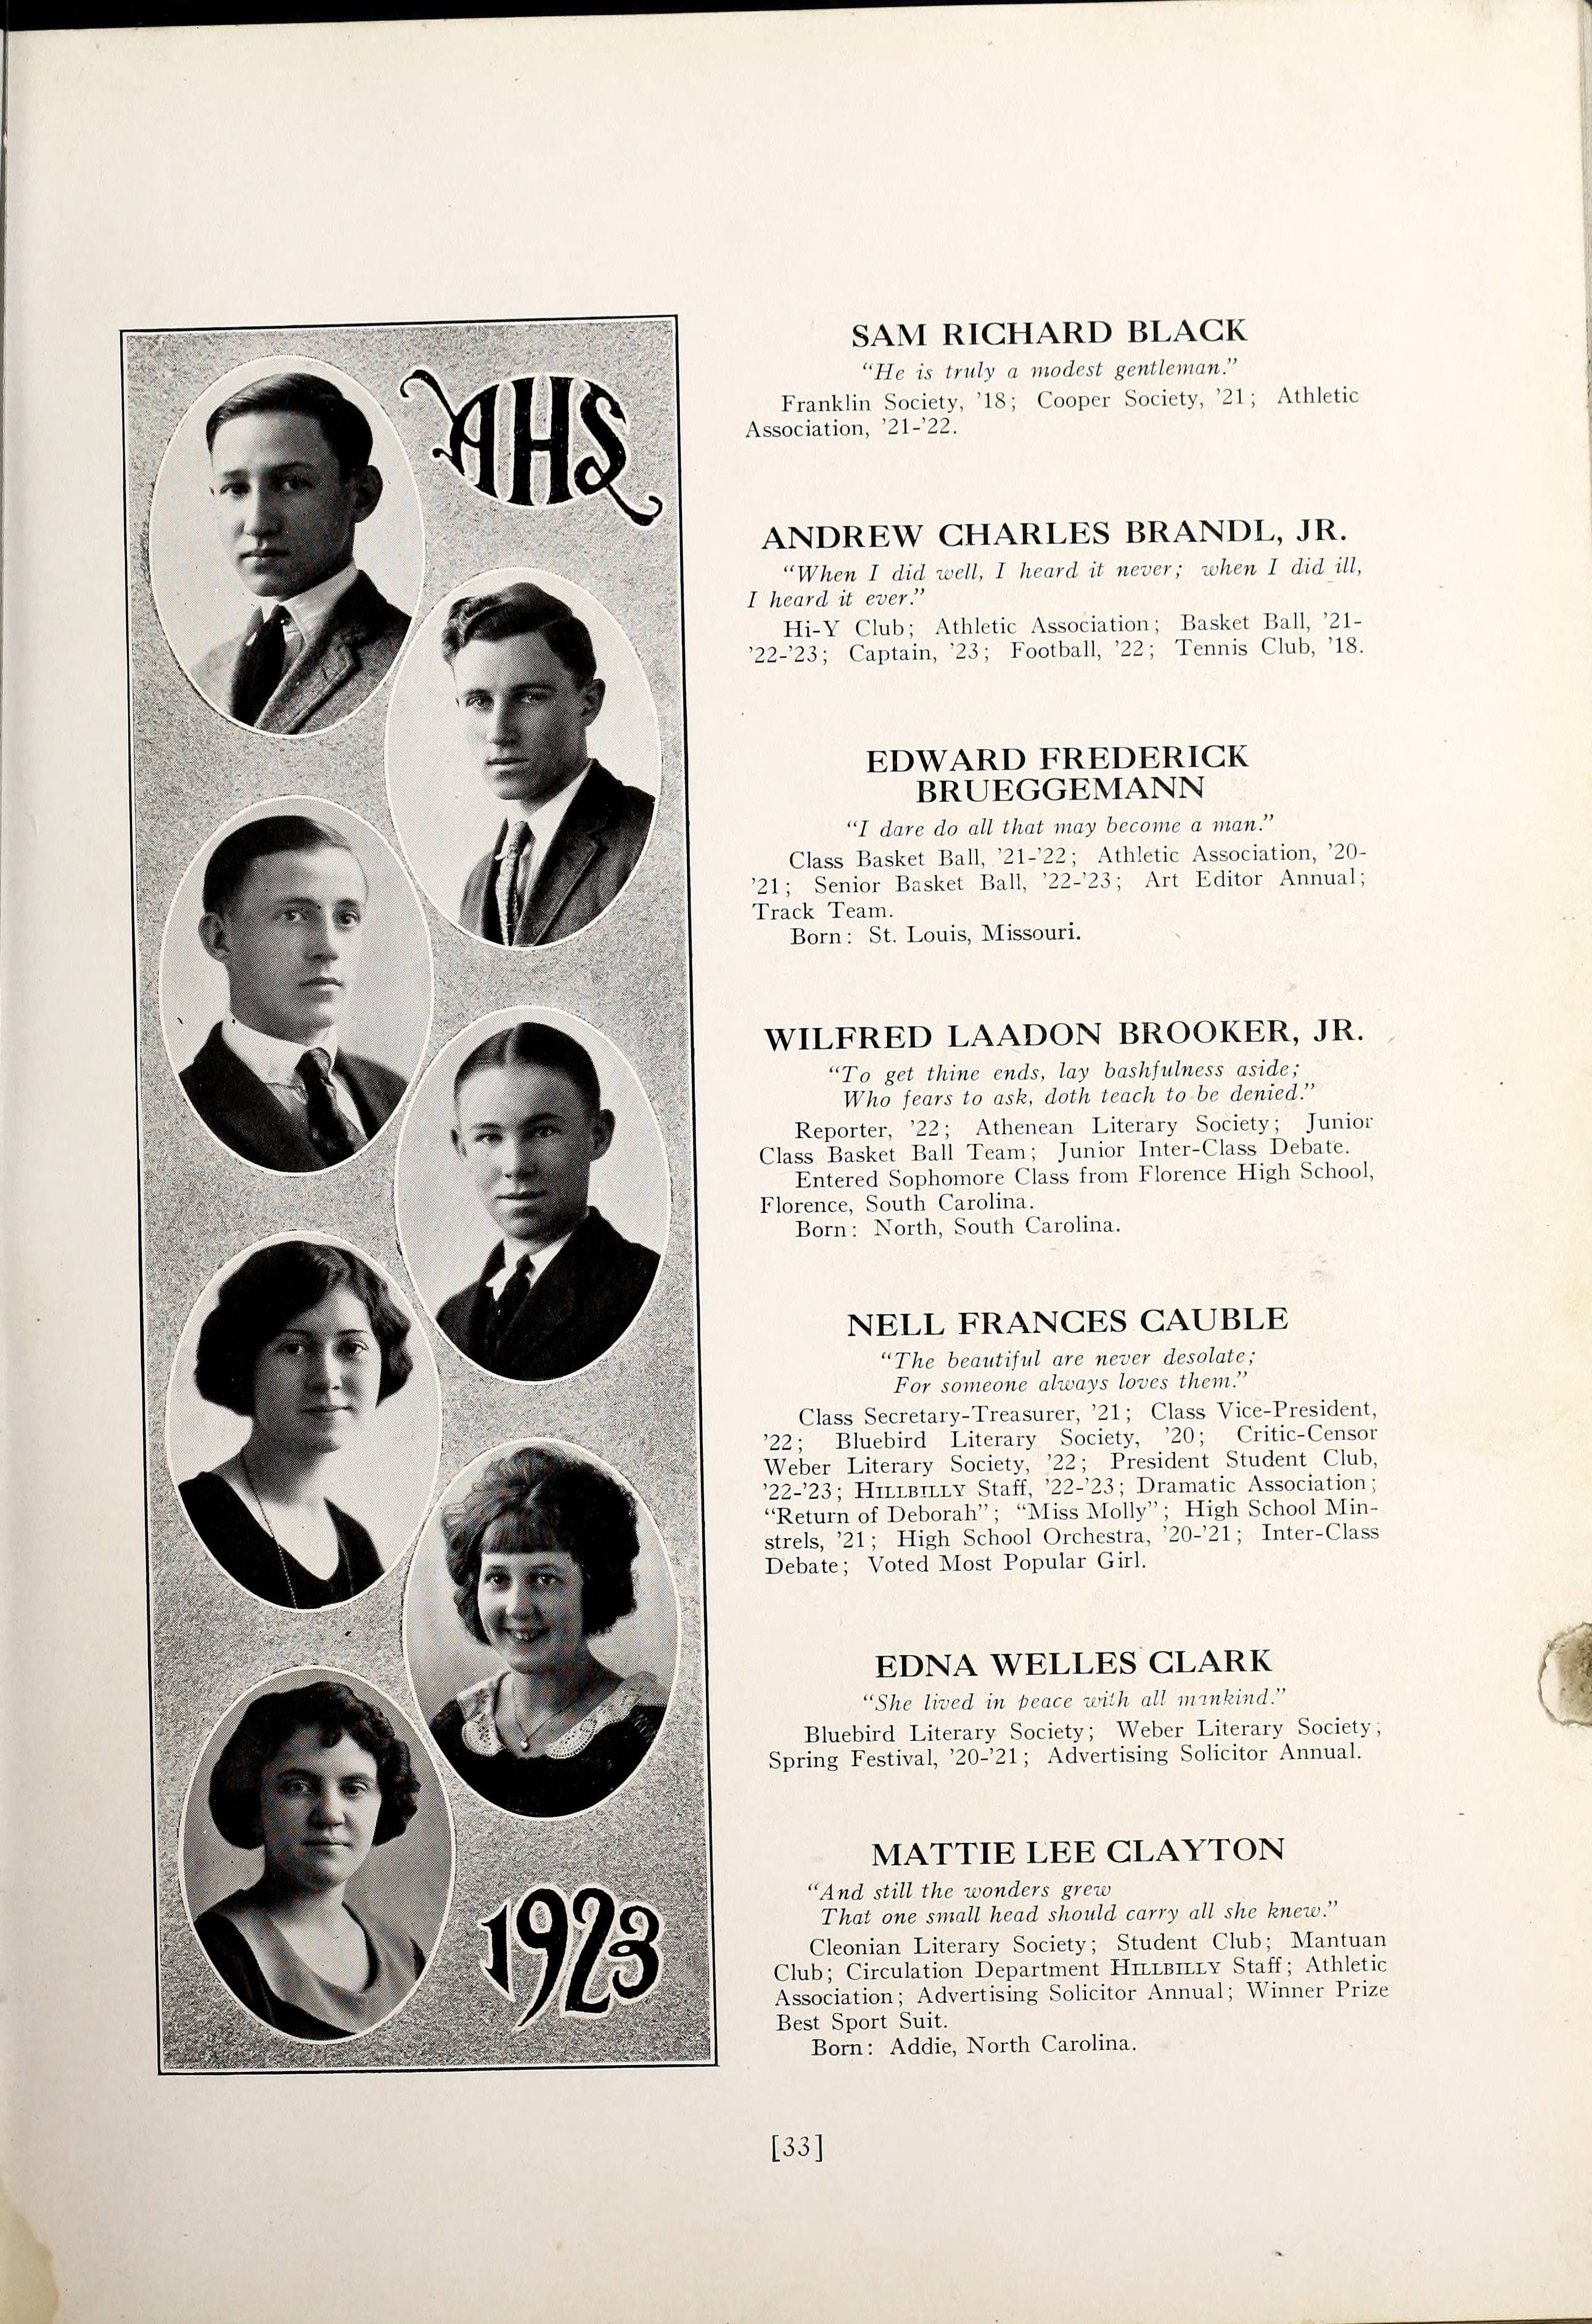 AHS
SAM RICHARD BLACK
“He is truly a modest gentleman.”
Franklin Society, ’18; Cooper Society, ’21; Athletic
Association, ’21-’22.
ANDREW CHARLES BRANDL, JR.
“When I did well, I heard it never; when I did ill,
I heard it ever.”
Hi-Y Club; Athletic Association; Basket Ball, ’21-
’22-’23; Captain, ’23; Football, ’22; Tennis Club, ’18.
EDWARD FREDERICK
BRUEGGEMANN
“I dare do all that may become a man.”
Class Basket Ball, ’21-’22; Athletic Association, ’20-
’21; Senior Basket Ball, ’22-’23; Art Editor Annual;
Track Team.
Born: St. Louis, Missouri.
WILFRED LAADON BROOKER, JR.
“To get thine ends, lay bashfulness aside;
Who fears to ask, doth teach to be denied.”
Reporter, ’22; Athenean Literary Society; Junior
Class Basket Ball Team; Junior Inter-Class Debate.
Entered Sophomore Class from Florence High School,
Florence, South Carolina.
Born: North, South Carolina.
NELL FRANCES CAUBLE
“The beautiful are never desolate;
For someone always loves them.”
Class Secretary-Treasurer, ’21; Class Vice-President,
’22; Bluebird Literary Society, ’20; Critic-Censor
Weber Literary Society, ’22; President Student Club,
’22-’23; HILLBILLY Staff, ’22-’23; Dramatic Association;
“Return of Deborah”; “Miss Molly”; High School Min-
strels, ’21; High School Orchestra, ’20-’21; Inter-Class
Debate; Voted Most Popular Girl.
EDNA WELLES CLARK
“She lived in peace with all mankind.”
Bluebird Literary Society; Weber Literary Society;
Spring Festival, ’20-’21; Advertising Solicitor Annual.
MATTIE LEE CLAYTON
“And still the wonders grew
That one small head should carry all she knew.”
Cleonian Literary Society; Student Club; Mantuan
Club; Circulation Department HILLBILLY Staff; Athletic
Association; Advertising Solicitor Annual; Winner Prize
Best Sport Suit.
Born: Addie, North Carolina.
1923
[33]